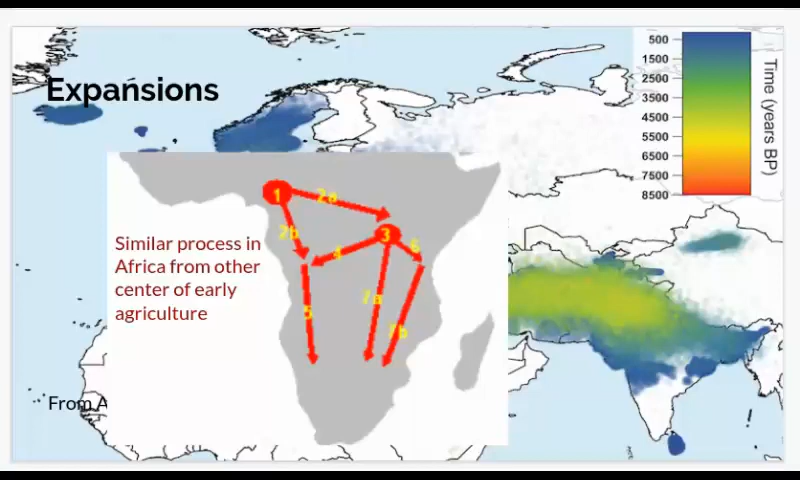 Expansions
500
1500
2500
3500
4500
5500
6500
7500
8500
Time (years BP)
1
2a
2b
3
4
6
5
7a
Similar process in
Africa from other
center of early
agriculture
From A